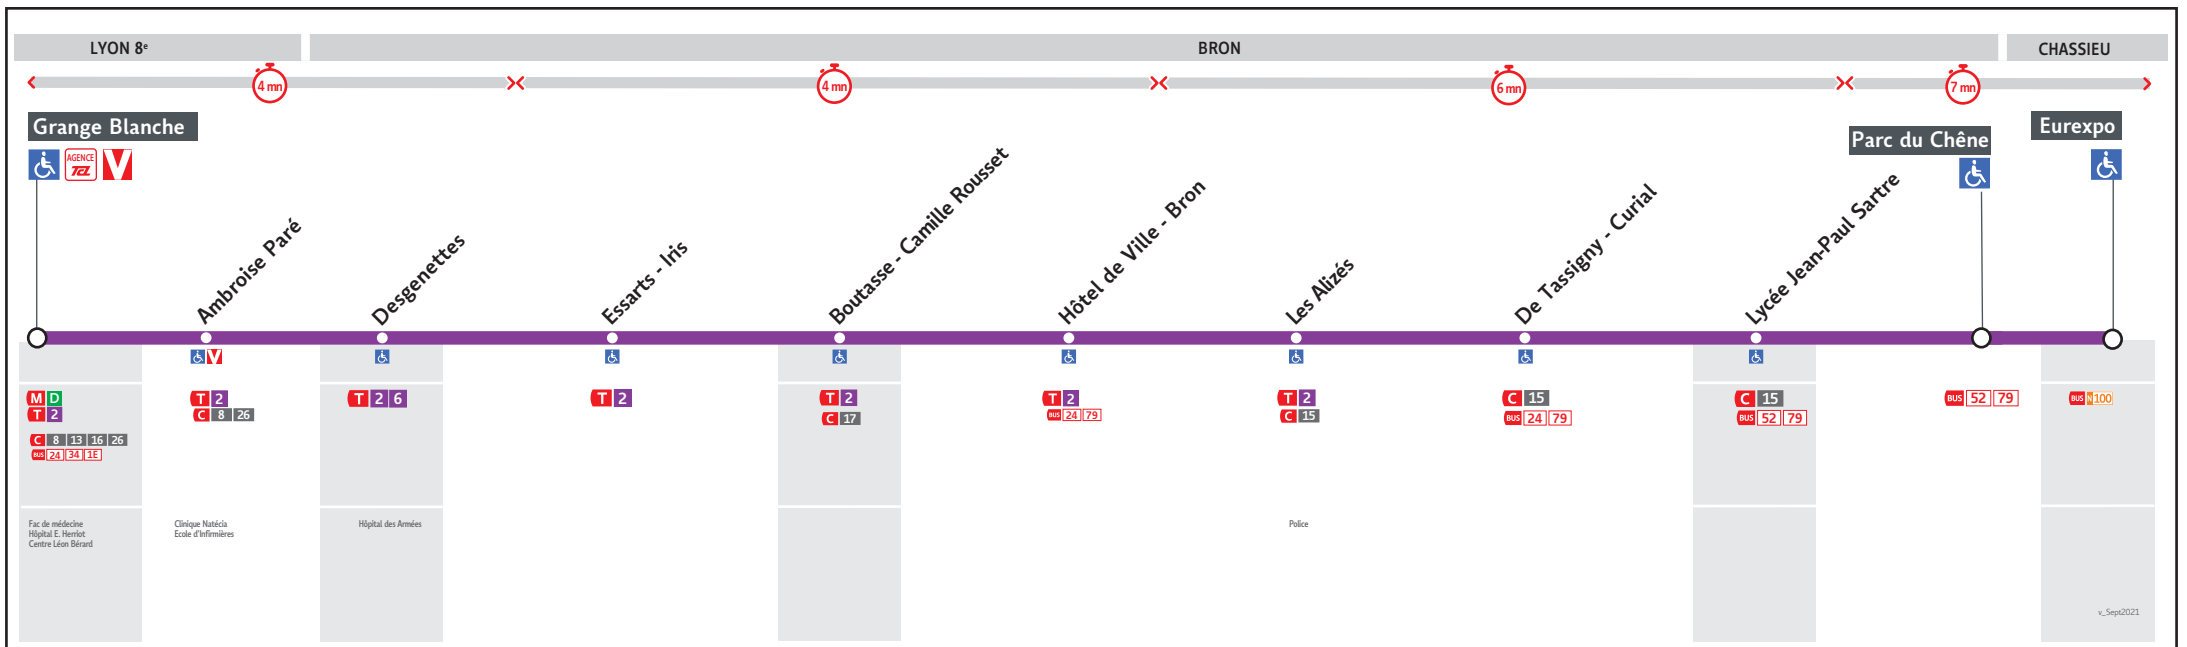 LYON 8e
BRON
CHASSIEU
4 mn
4 mn
6 mn
7 mn
Grange Blanche
AGENCE
TCL
V
Ambroise Paré
Desgenettes
Essarts - Iris
Boutasse - Camille Rousset
Hôtel de Ville - Bron
Les Alizés
De Tassigny - Curial
Lycée Jean-Paul Sartre
Parc du Chêne
Eurexpo
V
M D
T 2
C 8 13 16 26
BUS 24 34 1E
T 2
C 8 26
T 2 6
T 2
T 2
C 17
T 2
BUS 24 79
T 2
C 15
C 15
BUS 24 79
C 15
BUS 52 79
BUS 52 79
BUS N100
Fac de médecine
Hôpital E. Herriot
Centre Léon Bérard
Clinique Natécia
Ecole d'Infirmières
Hôpital des Armées
Police
v_Sept2021